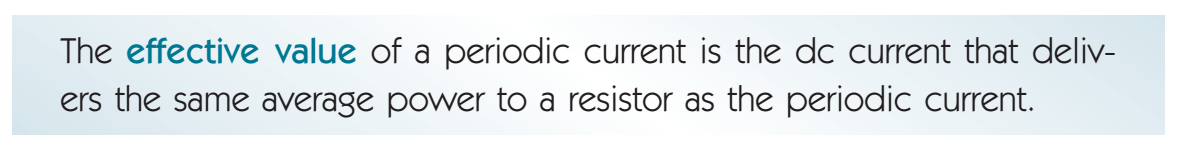 The effective value of a periodic current is the dc current that deliv-
ers the same average power to a resistor as the periodic current.